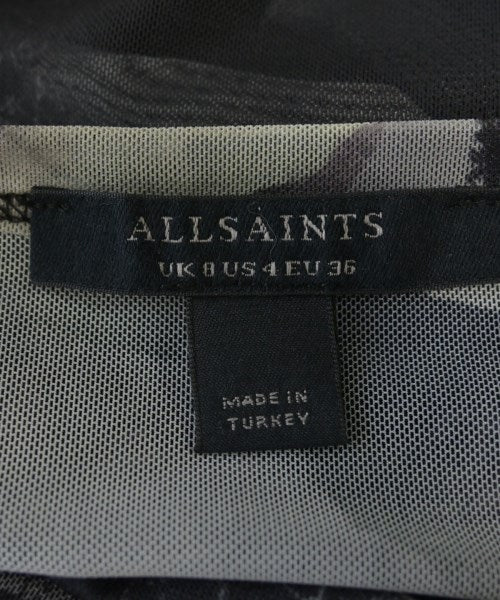 ALLSAINTS
UK 8 US 4 EU 36
MADE IN
TURKEY